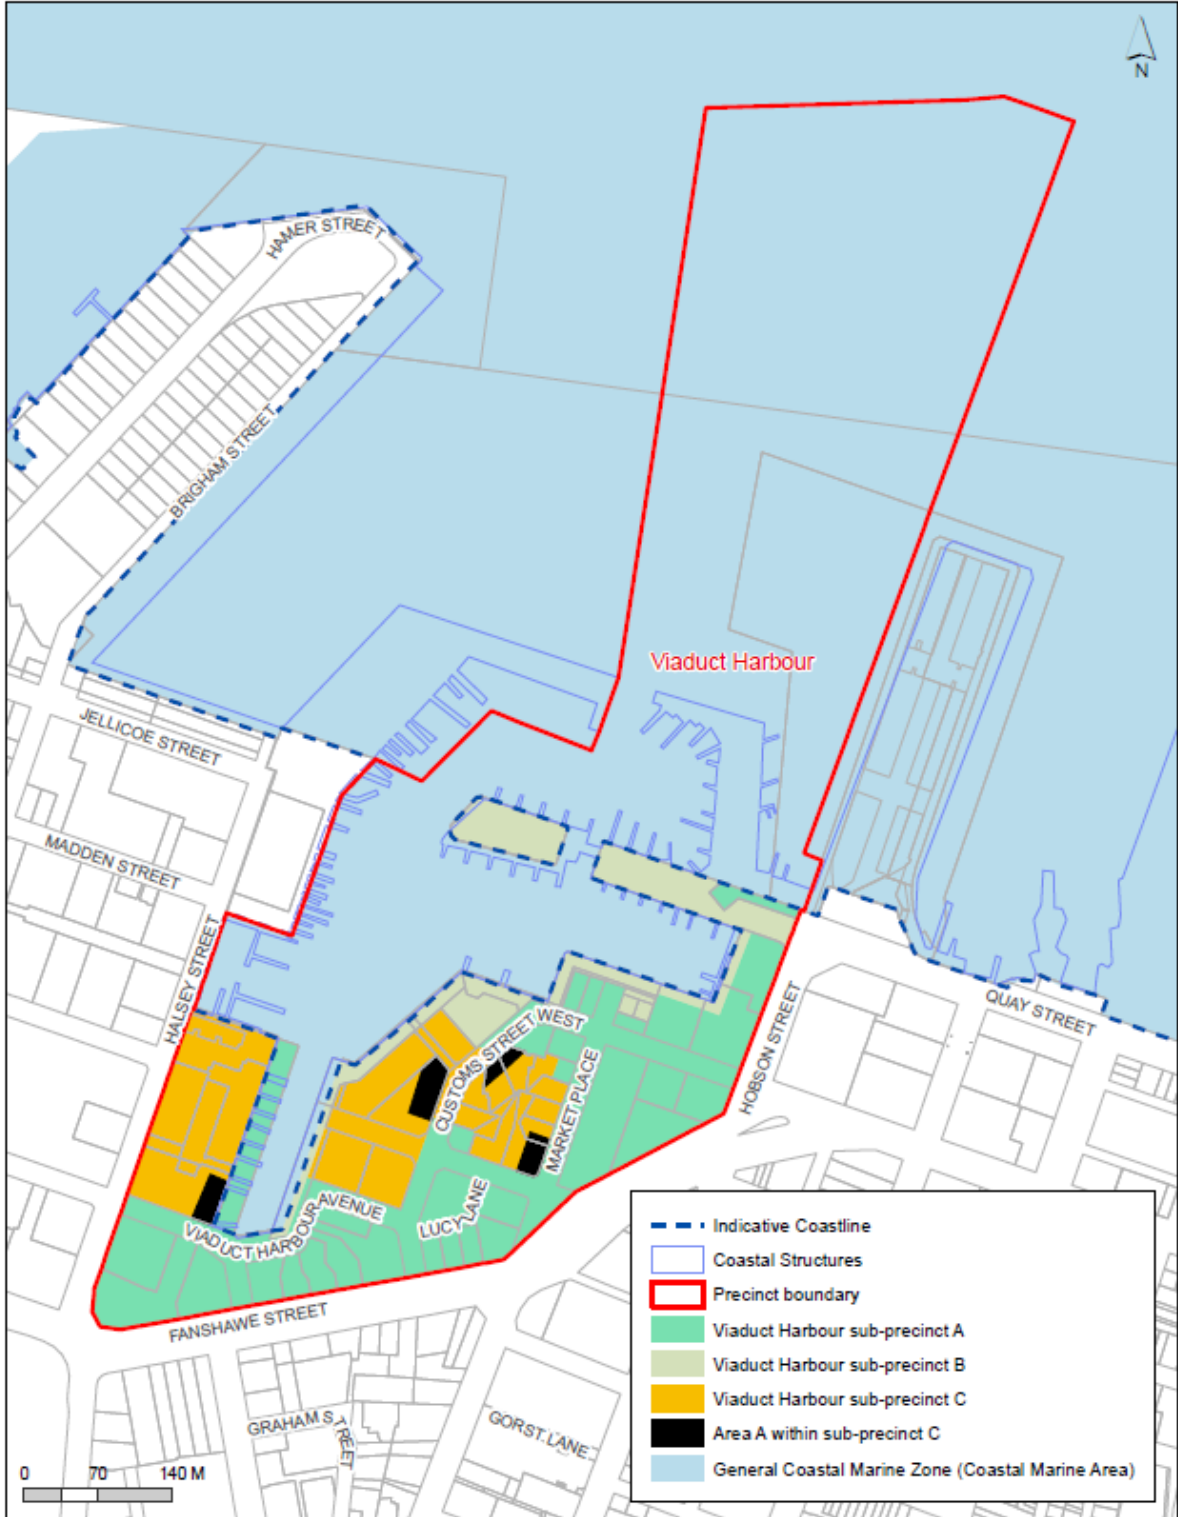 N
HAMER STREET
BRIGHAM STREET
Viaduct Harbour
JELLICOE STREET
MADDEN STREET
HALSEY STREET
QUAY STREET
CUSTOMS STREET WEST
HOBSON STREET
MARKET PLACE
LUCY LANE
VIADUCT HARBOUR AVENUE
FANSHAWE STREET
GRAHAM STREET
GORST LANE
Indicative Coastline
Coastal Structures
Precinct boundary
Viaduct Harbour sub-precinct A
Viaduct Harbour sub-precinct B
Viaduct Harbour sub-precinct C
Area A within sub-precinct C
General Coastal Marine Zone (Coastal Marine Area)
0 70 140 M